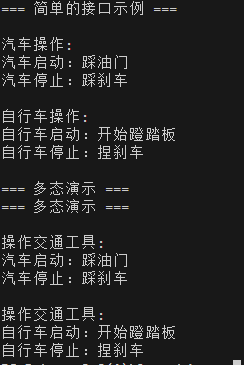 === 简单的接口示例 ===
汽车操作:
汽车启动: 踩油门
汽车停止: 踩刹车
自行车操作:
自行车启动: 开始蹬踏板
自行车停止: 捏刹车
=== 多态演示 ===
=== 多态演示 ===
操作交通工具:
汽车启动: 踩油门
汽车停止: 踩刹车
操作交通工具:
自行车启动: 开始蹬踏板
自行车停止: 捏刹车